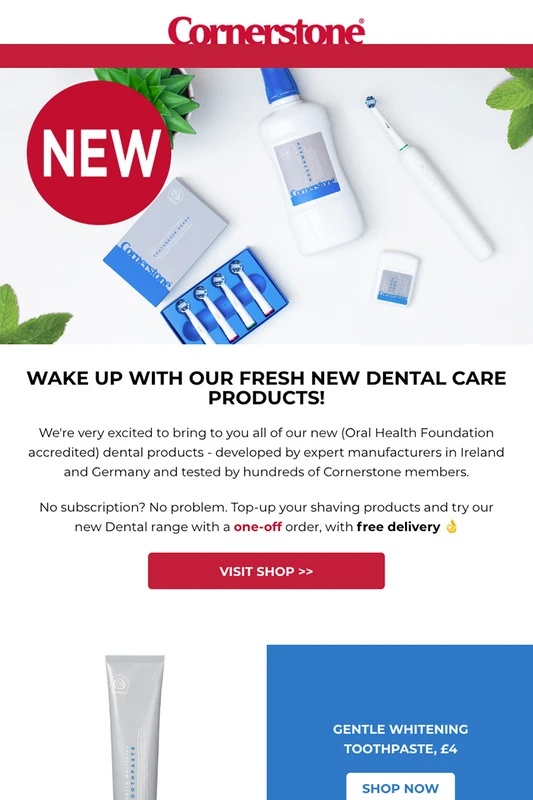 Cornerstone®
NEW
TOOTHBRUSH HEADS
Cornerstone
Cornerstone
WAKE UP WITH OUR FRESH NEW DENTAL CARE
PRODUCTS!
We're very excited to bring to you all of our new (Oral Health Foundation
accredited) dental products - developed by expert manufacturers in Ireland
and Germany and tested by hundreds of Cornerstone members.
No subscription? No problem. Top-up your shaving products and try our
new Dental range with a one-off order, with free delivery 👌
VISIT SHOP >>
TOOTHPASTE
GENTLE WHITENING
TOOTHPASTE, £4
SHOP NOW